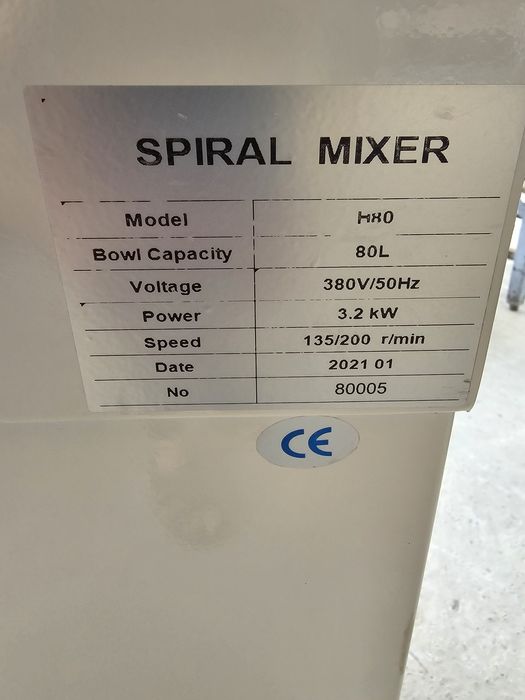 SPIRAL MIXER
Model H80
Bowl Capacity 80L
Voltage 380V/50Hz
Power 3.2 kW
Speed 135/200 r/min
Date 2021 01
No 80005
CE